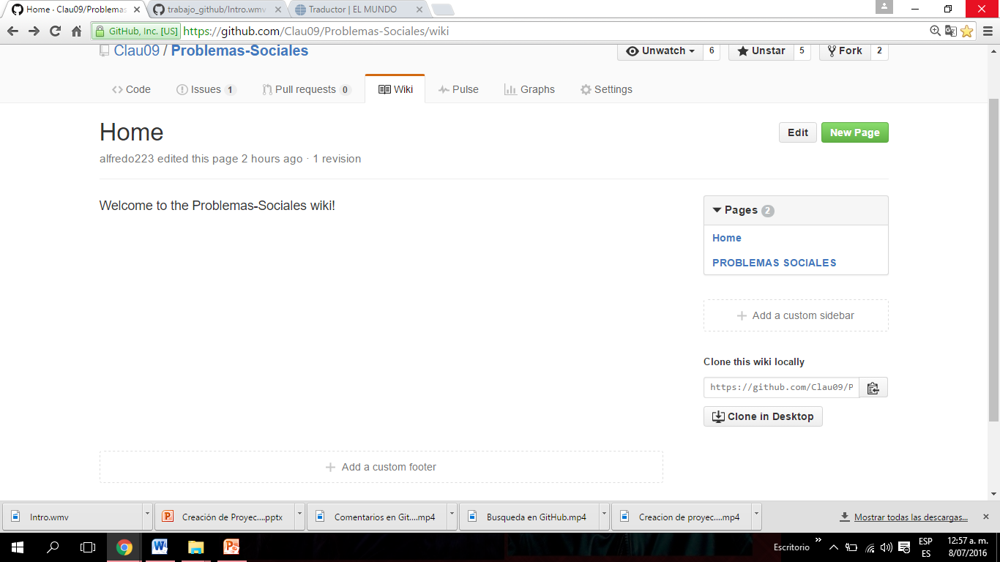 Home · Clau09/Problemas trabajo_github/Intro.wmv Traductor | EL MUNDO
GitHub, Inc. [US] https://github.com/Clau09/Problemas-Sociales/wiki
Clau09 / Problemas-Sociales Unwatch 6 Unstar 5 Fork 2
Code Issues 1 Pull requests 0 Wiki Pulse Graphs Settings
Home Edit New Page
alfredo223 edited this page 2 hours ago · 1 revision
Welcome to the Problemas-Sociales wiki!
Pages 2
Home
PROBLEMAS SOCIALES
Add a custom sidebar
Clone this wiki locally
https://github.com/Clau09/P
Clone in Desktop
Add a custom footer
Intro.wmv Creación de Proyec....pptx Comentarios en Git....mp4 Busqueda en GitHub.mp4 Creacion de proyec....mp4 Mostrar todas las descargas...
Escritorio ESP 12:57 a. m.
ES 8/07/2016